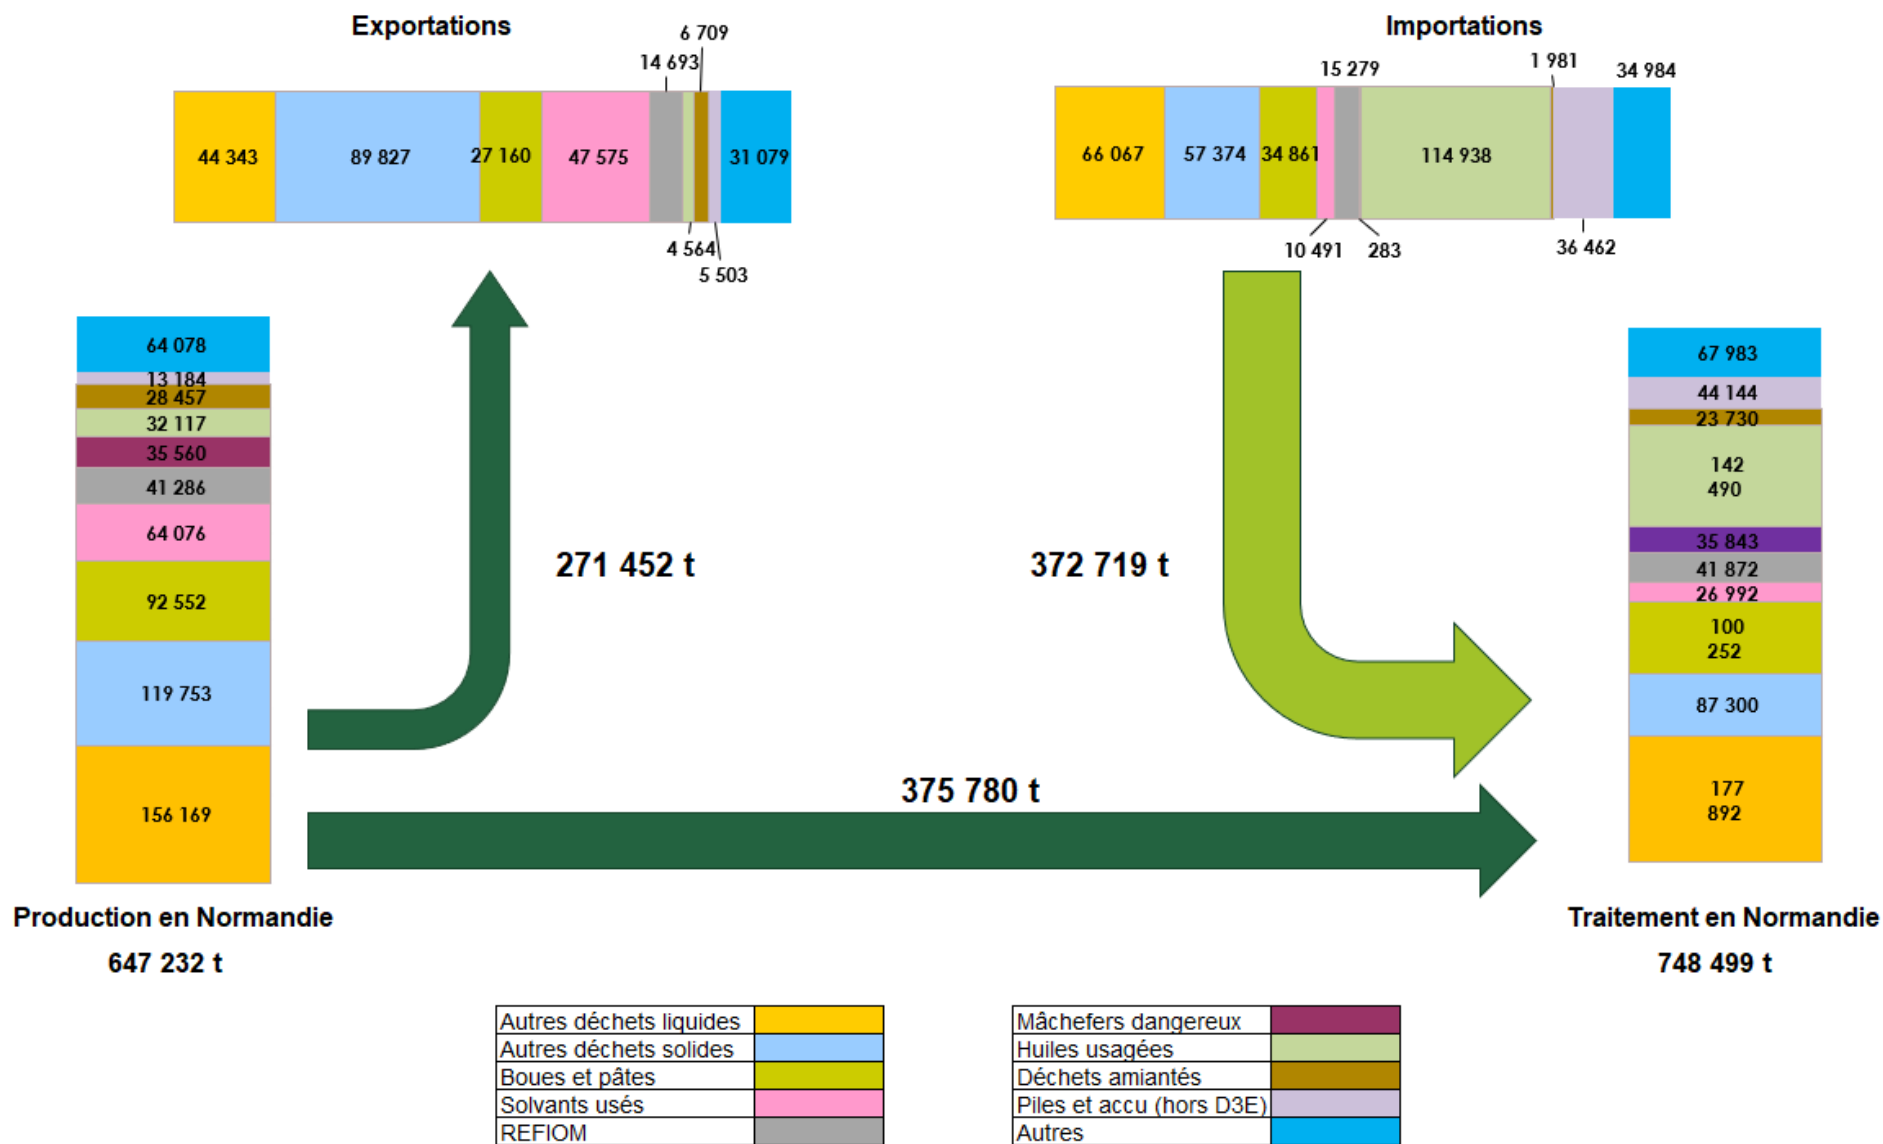 Exportations
6 709
14 693
44 343
89 827
27 160
47 575
31 079
4 564
5 503
Importations
1 981
15 279
34 984
66 067
57 374
34 861
114 938
10 491
283
36 462
64 078
13 184
28 457
32 117
35 560
41 286
64 076
92 552
119 753
156 169
271 452 t
372 719 t
375 780 t
67 983
44 144
23 730
142
490
35 843
41 872
26 992
100
252
87 300
177
892
Production en Normandie
647 232 t
Traitement en Normandie
748 499 t
Autres déchets liquides
Autres déchets solides
Boues et pâtes
Solvants usés
REFIOM
Mâchefers dangereux
Huiles usagées
Déchets amiantés
Piles et accu (hors D3E)
Autres